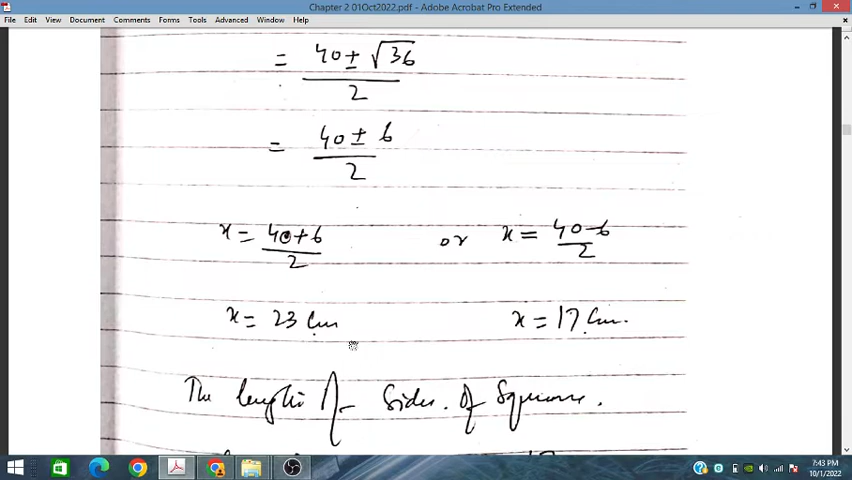 Chapter 2 01Oct2022.pdf - Adobe Acrobat Pro Extended
File Edit View Document Comments Forms Tools Advanced Window Help
= 40 ± √36 / 2
= 40 ± 6 / 2
x = 40+6 / 2 or x = 40-6 / 2
x = 23 Cm x = 17 Cm.
The length of Sides. Of Square.
7:43 PM
10/1/2022